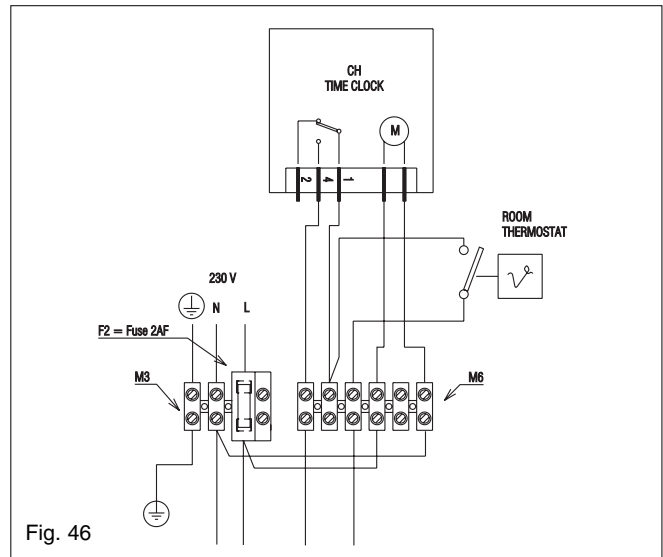 CH
TIME CLOCK
M
2 4 1
ROOM
THERMOSTAT
230 V
N L
F2 = Fuse 2AF
M3
M6
Fig. 46